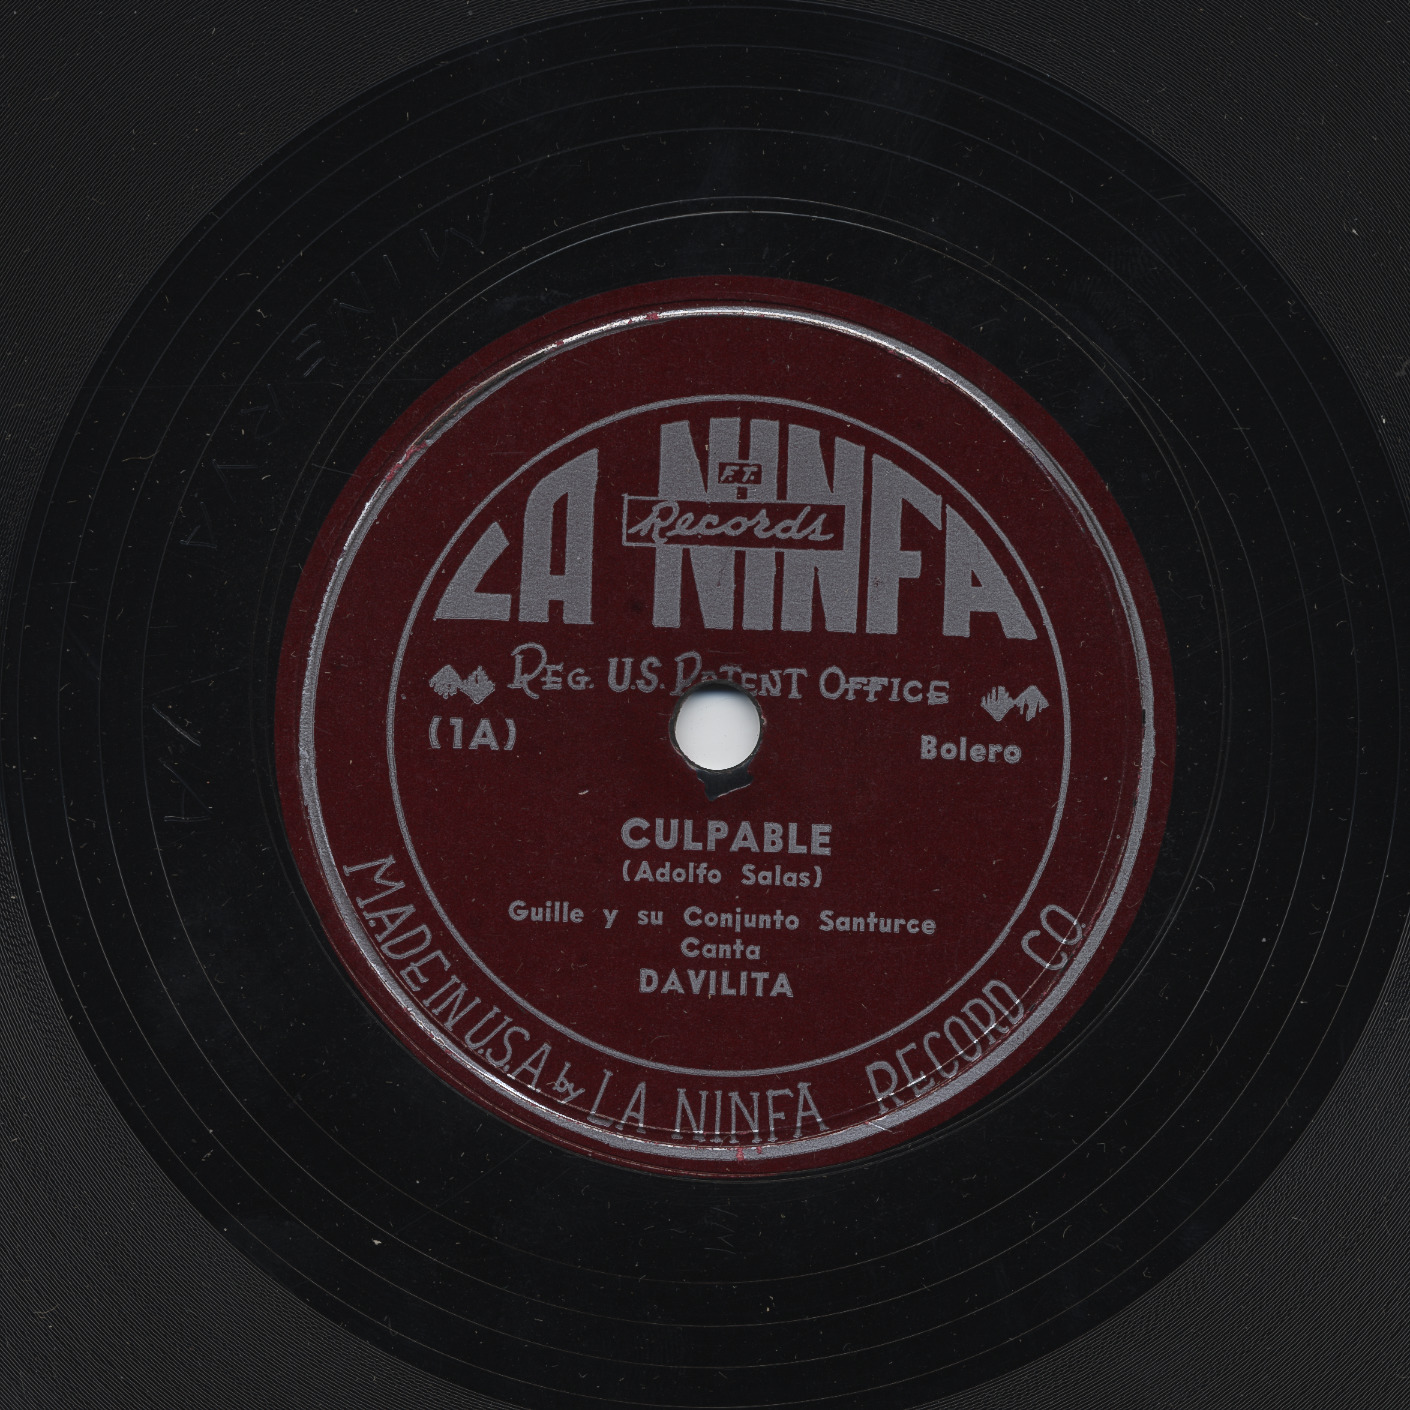 LA NINFA
F.T.
Records
REG. U.S. PATENT OFFICE
(1A)
Bolero
CULPABLE
(Adolfo Salas)
Guille y su Conjunto Santurce
Canta
DAVILITA
MADE IN U.S.A by LA NINFA RECORD CO.